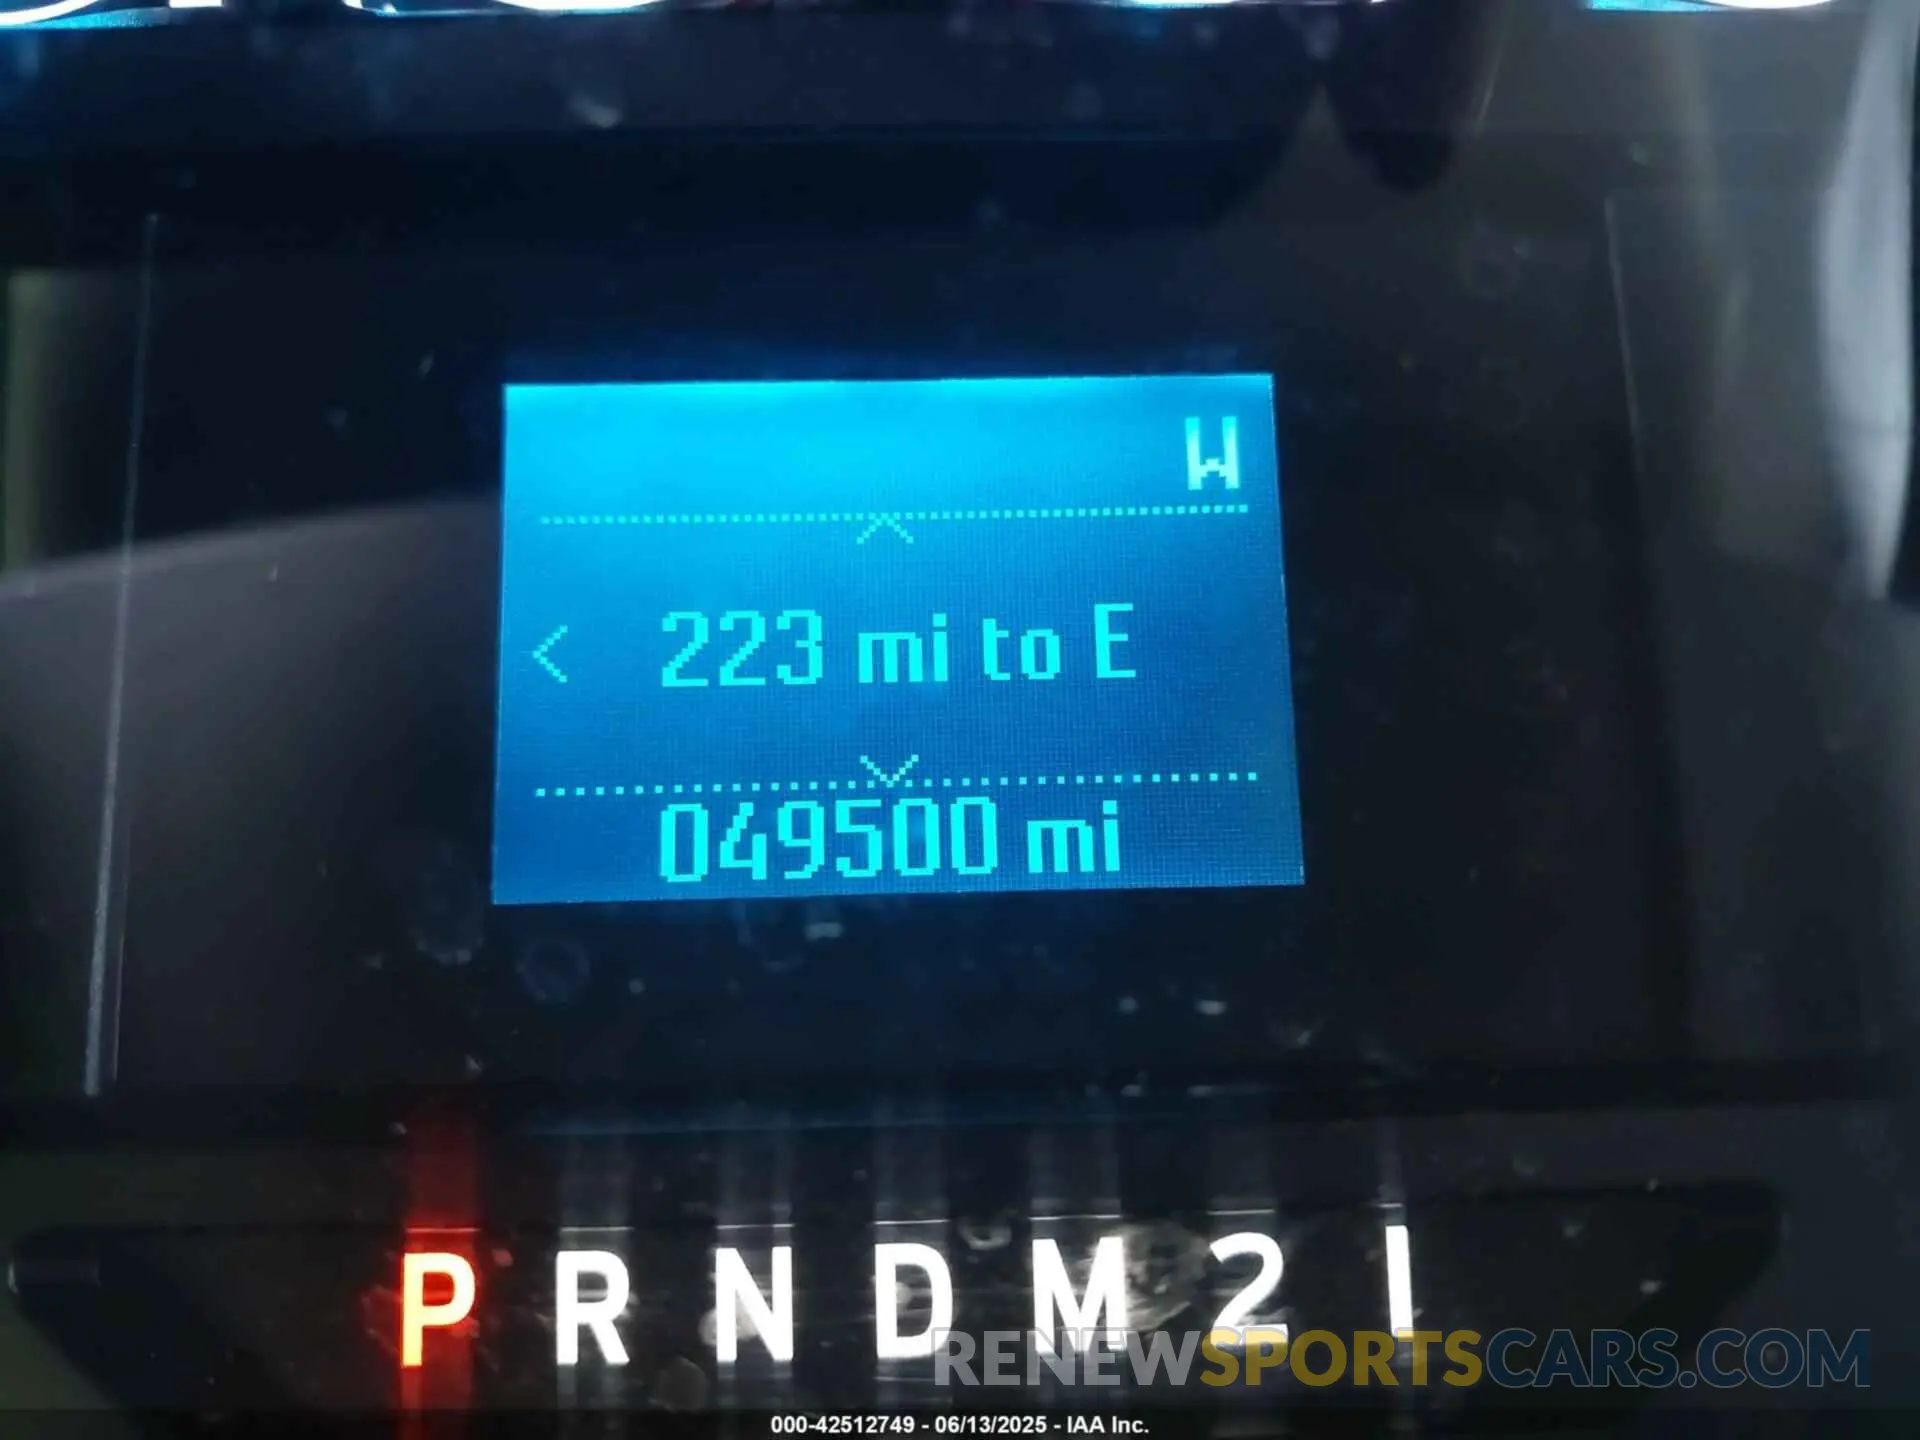 W
223 mi to E
049500 mi
P R N D M 2 1
RENEWSPORTSCARS.COM
000-42512749 - 06/13/2025 - IAA Inc.